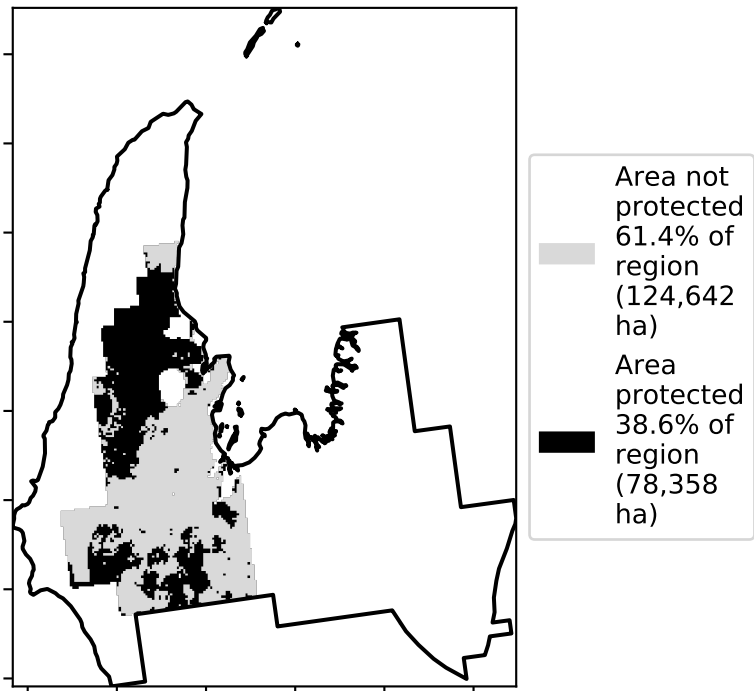 Area not
protected
61.4% of
region
(124,642
ha)
Area
protected
38.6% of
region
(78,358
ha)